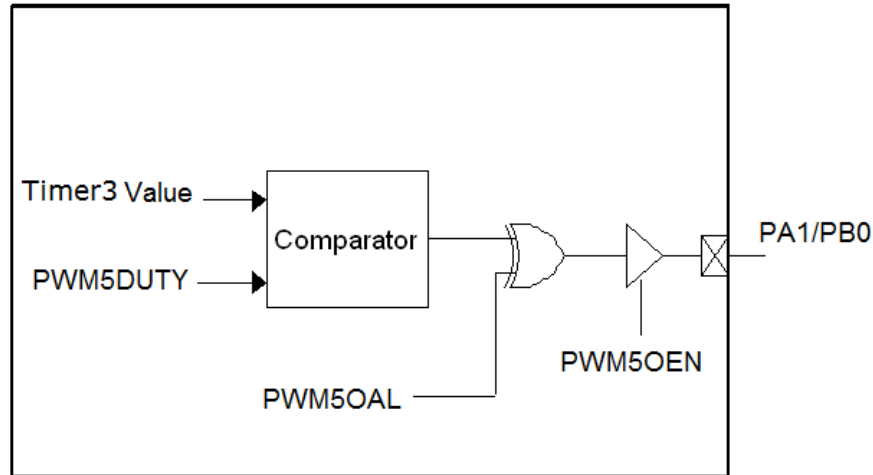 Timer3 Value
Comparator
PA1/PB0
PWM5DUTY
PWM5OEN
PWM5OAL